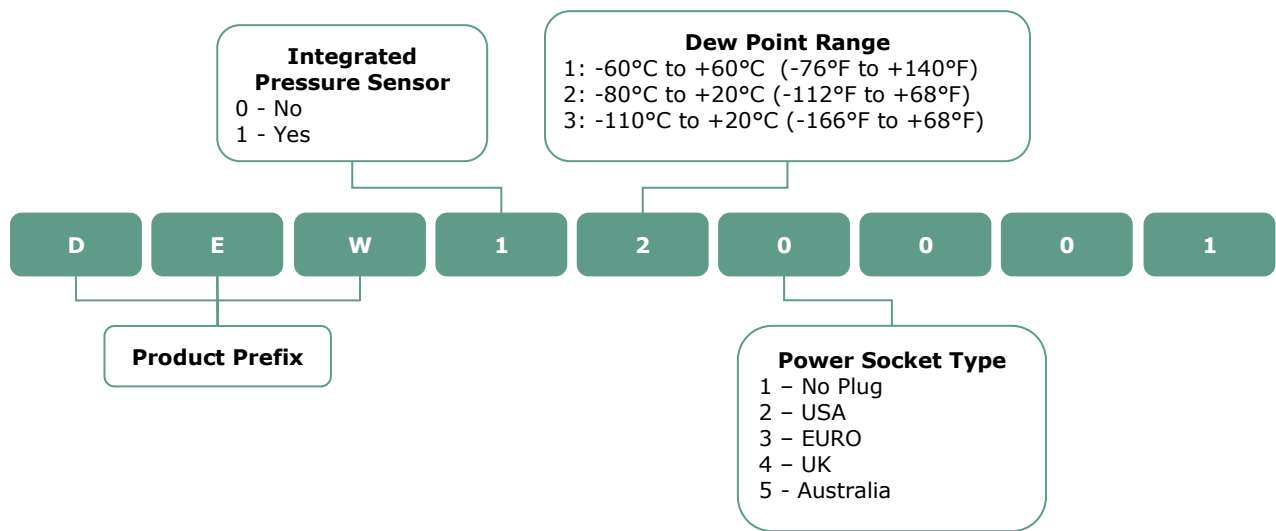 Integrated
Pressure Sensor
0 - No
1 - Yes
Dew Point Range
1: -60°C to +60°C  (-76°F to +140°F)
2: -80°C to +20°C (-112°F to +68°F)
3: -110°C to +20°C (-166°F to +68°F)
D E W 1 2 0 0 0 1
Product Prefix
Power Socket Type
1 – No Plug
2 – USA
3 – EURO
4 – UK
5 - Australia